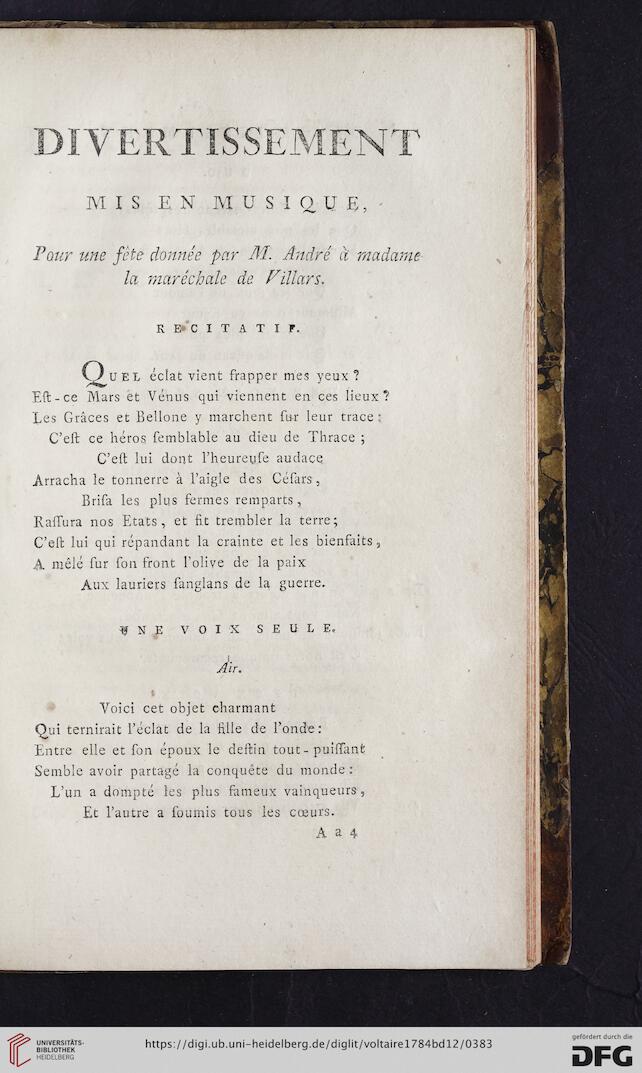 DIVERTISSEMENT
MIS EN MUSIQUE,
Pour une fête donnée par M. André à madame
la maréchale de Villars.
RECITATIF.
QUEL éclat vient frapper mes yeux ?
Eſt-ce Mars et Vénus qui viennent en ces lieux ?
Les Grâces et Bellone y marchent ſur leur trace :
C'eſt ce héros ſemblable au dieu de Thrace ;
C'eſt lui dont l'heureuſe audace
Arracha le tonnerre à l'aigle des Céſars,
Briſa les plus fermes remparts,
Raſſura nos Etats, et fit trembler la terre ;
C'eſt lui qui répandant la crainte et les bienfaits,
A mêlé ſur ſon front l'olive de la paix
Aux lauriers ſanglans de la guerre.
UNE VOIX SEULE.
Air.
Voici cet objet charmant
Qui ternirait l'éclat de la fille de l'onde :
Entre elle et ſon époux le deſtin tout-puiſſant
Semble avoir partagé la conquête du monde :
L'un a dompté les plus fameux vainqueurs,
Et l'autre a ſoumis tous les cœurs.
A a 4
UNIVERSITÄTS-
BIBLIOTHEK
HEIDELBERG
https://digi.ub.uni-heidelberg.de/diglit/voltaire1784bd12/0383
gefördert durch die
DFG